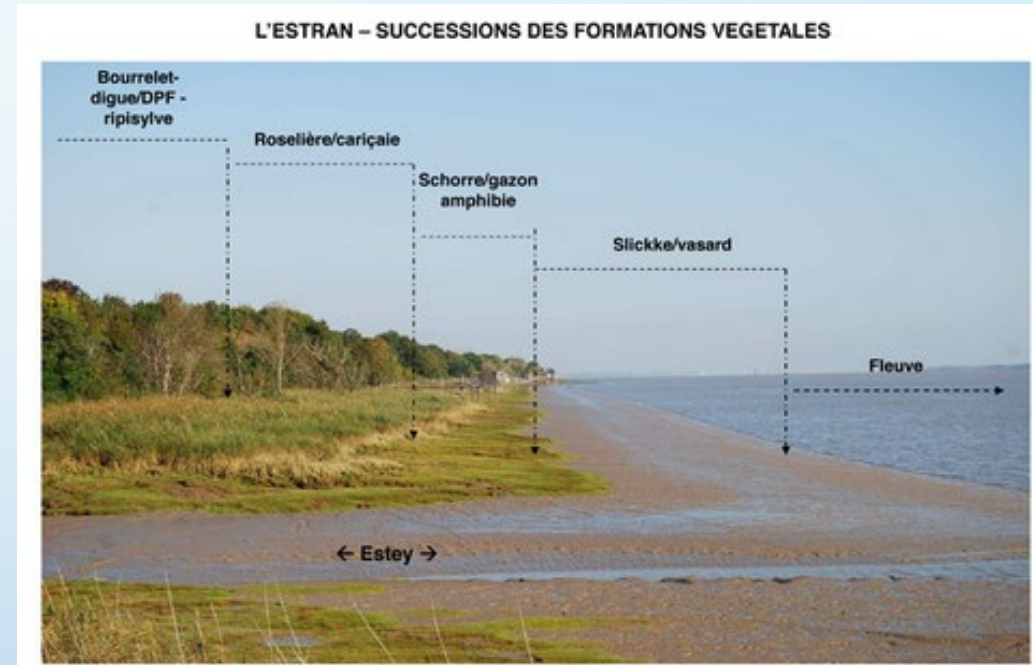 L'ESTRAN – SUCCESSIONS DES FORMATIONS VEGETALES
Bourrelet-
digue/DPF -
ripisylve
Roselière/cariçaie
Schorre/gazon
amphibie
Slickke/vasard
Fleuve
← Estey →